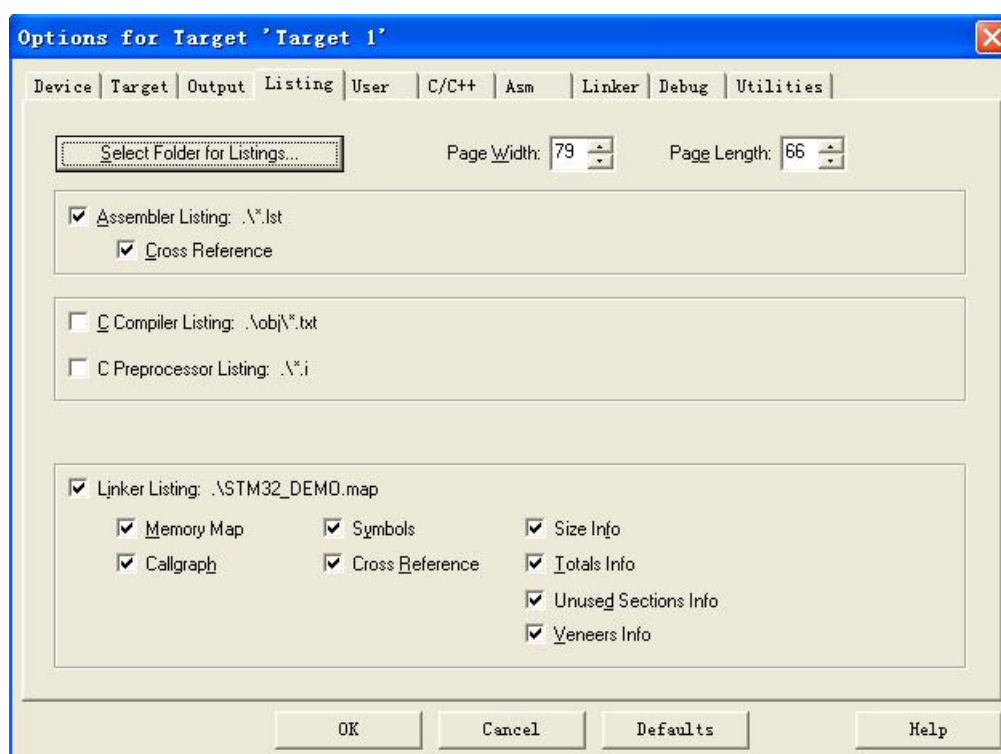 Options for Target 'Target 1'
Device Target Output Listing User C/C++ Asm Linker Debug Utilities
Select Folder for Listings... Page Width: 79 Page Length: 66
Assembler Listing: .\*.lst
Cross Reference
C Compiler Listing: .\obj\*.txt
C Preprocessor Listing: .\*.i
Linker Listing: .\STM32_DEMO.map
Memory Map Symbols Size Info
Callgraph Cross Reference Totals Info
Unused Sections Info
Veneers Info
OK Cancel Defaults Help